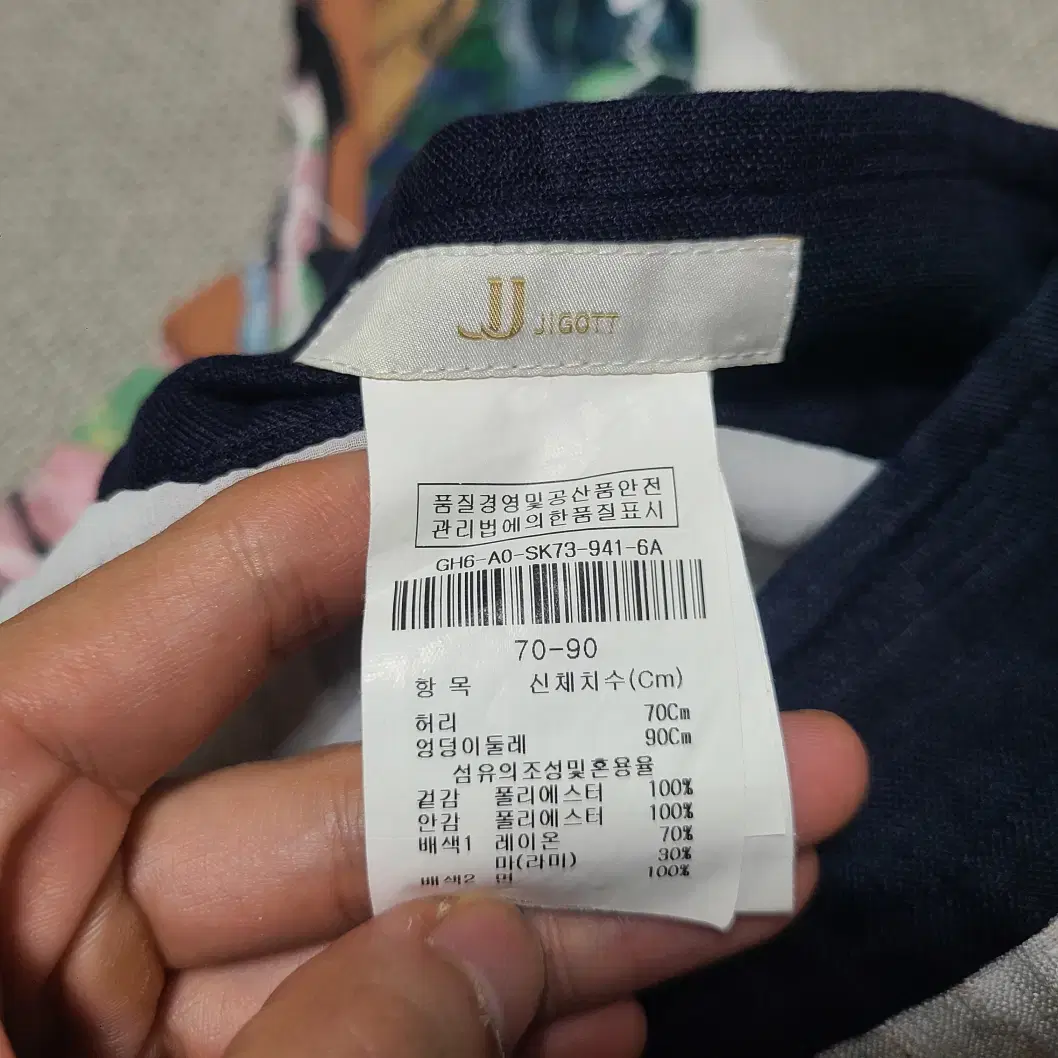 JJ JIGOTT
품질경영및공산품안전
관리법에의한품질표시
GH6-A0-SK73-941-6A
70-90
항 목 신체치수(Cm)
허리 70Cm
엉덩이둘레 90Cm
섬유의조성및혼용율
겉감 폴리에스터 100%
안감 폴리에스터 100%
배색1 레이온 70%
마(라미) 30%
배색2 면 100%